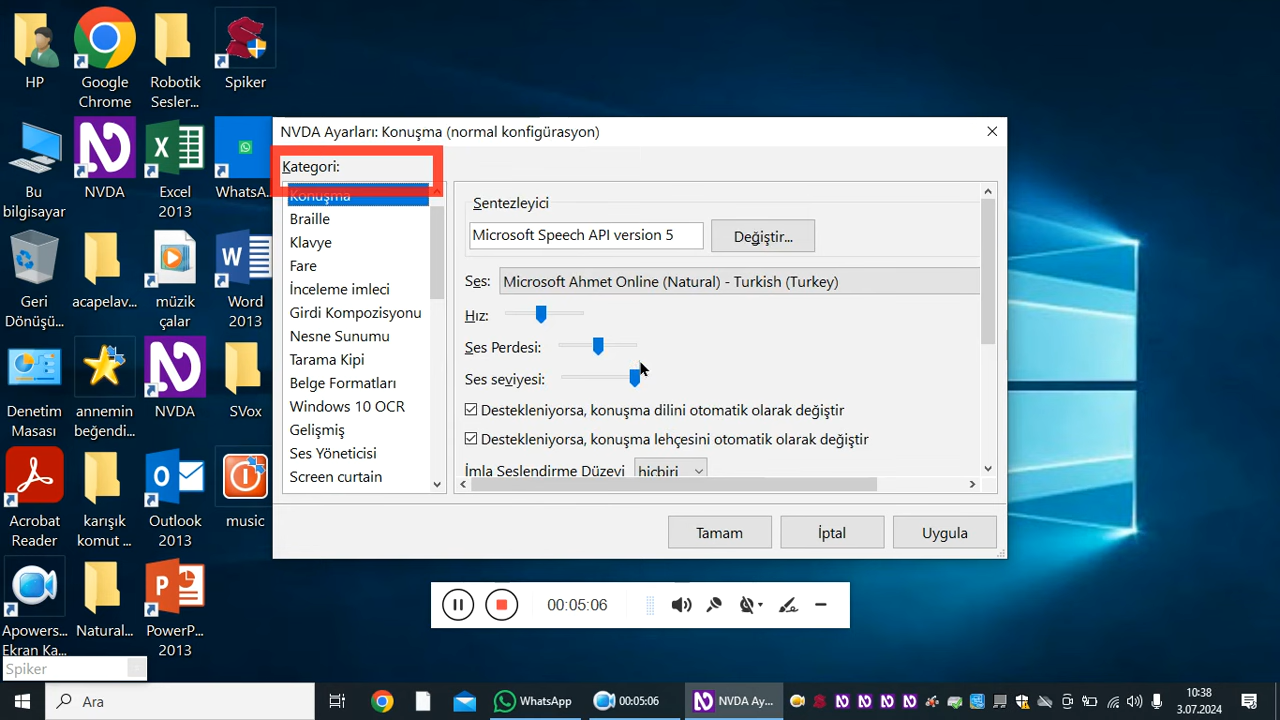 HP
Google
Chrome
Robotik
Sesler...
Spiker
Bu
bilgisayar
NVDA
Excel
2013
WhatsA...
Geri
Dönüşü...
acapelav...
müzik
çalar
Word
2013
Denetim
Masası
annemin
beğendi...
NVDA
SVox
Acrobat
Reader
karışık
komut ...
Outlook
2013
music
Apowers...
Ekran Ka...
Natural...
PowerP...
2013
NVDA Ayarları: Konuşma (normal konfigürasyon)
Kategori:
Konuşma
Braille
Klavye
Fare
İnceleme imleci
Girdi Kompozisyonu
Nesne Sunumu
Tarama Kipi
Belge Formatları
Windows 10 OCR
Gelişmiş
Ses Yöneticisi
Screen curtain
Sentezleyici
Microsoft Speech API version 5
Değiştir...
Ses:
Microsoft Ahmet Online (Natural) - Turkish (Turkey)
Hız:
Ses Perdesi:
Ses seviyesi:
Destekleniyorsa, konuşma dilini otomatik olarak değiştir
Destekleniyorsa, konuşma lehçesini otomatik olarak değiştir
İmla Seslendirme Düzeyi
hiçbiri
Tamam
İptal
Uygula
00:05:06
Spiker
Ara
WhatsApp
00:05:06
NVDA Ay...
10:38
3.07.2024